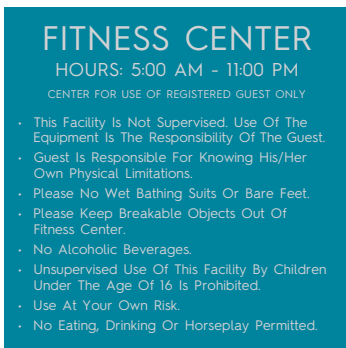 FITNESS CENTER
HOURS: 5:00 AM - 11:00 PM
CENTER FOR USE OF REGISTERED GUEST ONLY
• This Facility Is Not Supervised. Use Of The
Equipment Is The Responsibility Of The Guest.
• Guest Is Responsible For Knowing His/Her
Own Physical Limitations.
• Please No Wet Bathing Suits Or Bare Feet.
• Please Keep Breakable Objects Out Of
Fitness Center.
• No Alcoholic Beverages.
• Unsupervised Use Of This Facility By Children
Under The Age Of 16 Is Prohibited.
• Use At Your Own Risk.
• No Eating, Drinking Or Horseplay Permitted.